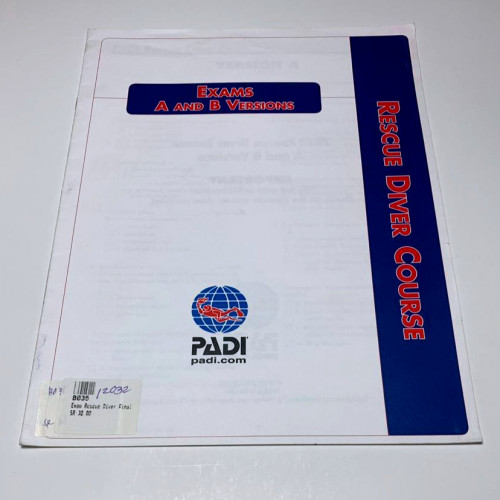 EXAMS
A AND B VERSIONS
RESCUE DIVER COURSE
PADI
padi.com
12032
B035
Exam Rescue Diver Final